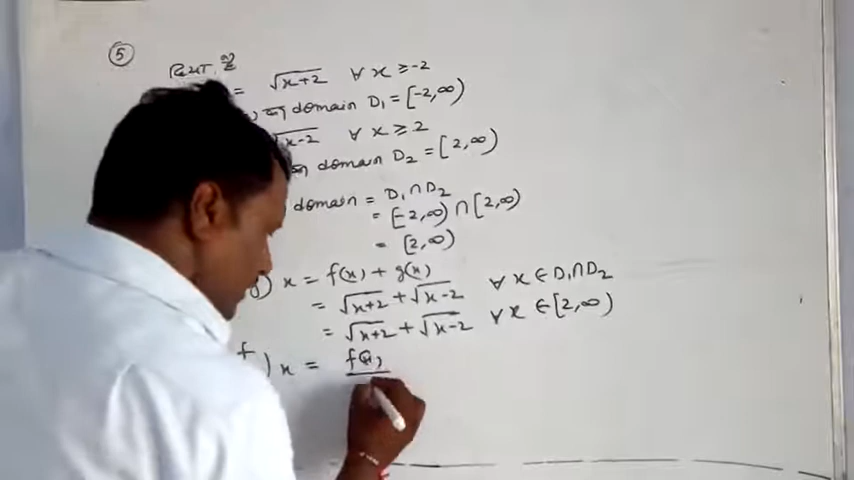 ⑤
= √x+2 ∀ x ≥ -2
का domain D₁ = [-2, ∞)
√x-2 ∀ x ≥ 2
domain D₂ = [2, ∞)
domain = D₁ ∩ D₂
= [-2, ∞) ∩ [2, ∞)
= [2, ∞)
g) x = f(x) + g(x)
= √x+2 + √x-2 ∀ x ∈ D₁ ∩ D₂
= √x+2 + √x-2 ∀ x ∈ [2, ∞)
f) x = f(x)